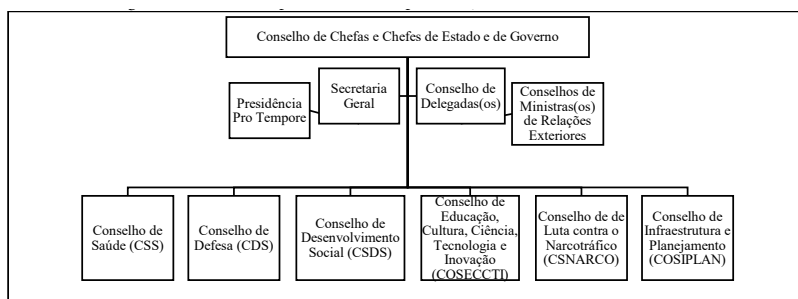 Conselho de Chefas e Chefes de Estado e de Governo
Presidência
Pro Tempore
Secretaria
Geral
Conselho de
Delegadas(os)
Conselhos de
Ministras(os)
de Relações
Exteriores
Conselho de
Saúde (CSS)
Conselho de
Defesa (CDS)
Conselho de
Desenvolvimento
Social (CSDS)
Conselho de
Educação,
Cultura, Ciência,
Tecnologia e
Inovação
(COSECCTI)
Conselho de de
Luta contra o
Narcotráfico
(CSNARCO)
Conselho de
Infraestrutura e
Planejamento
(COSIPLAN)